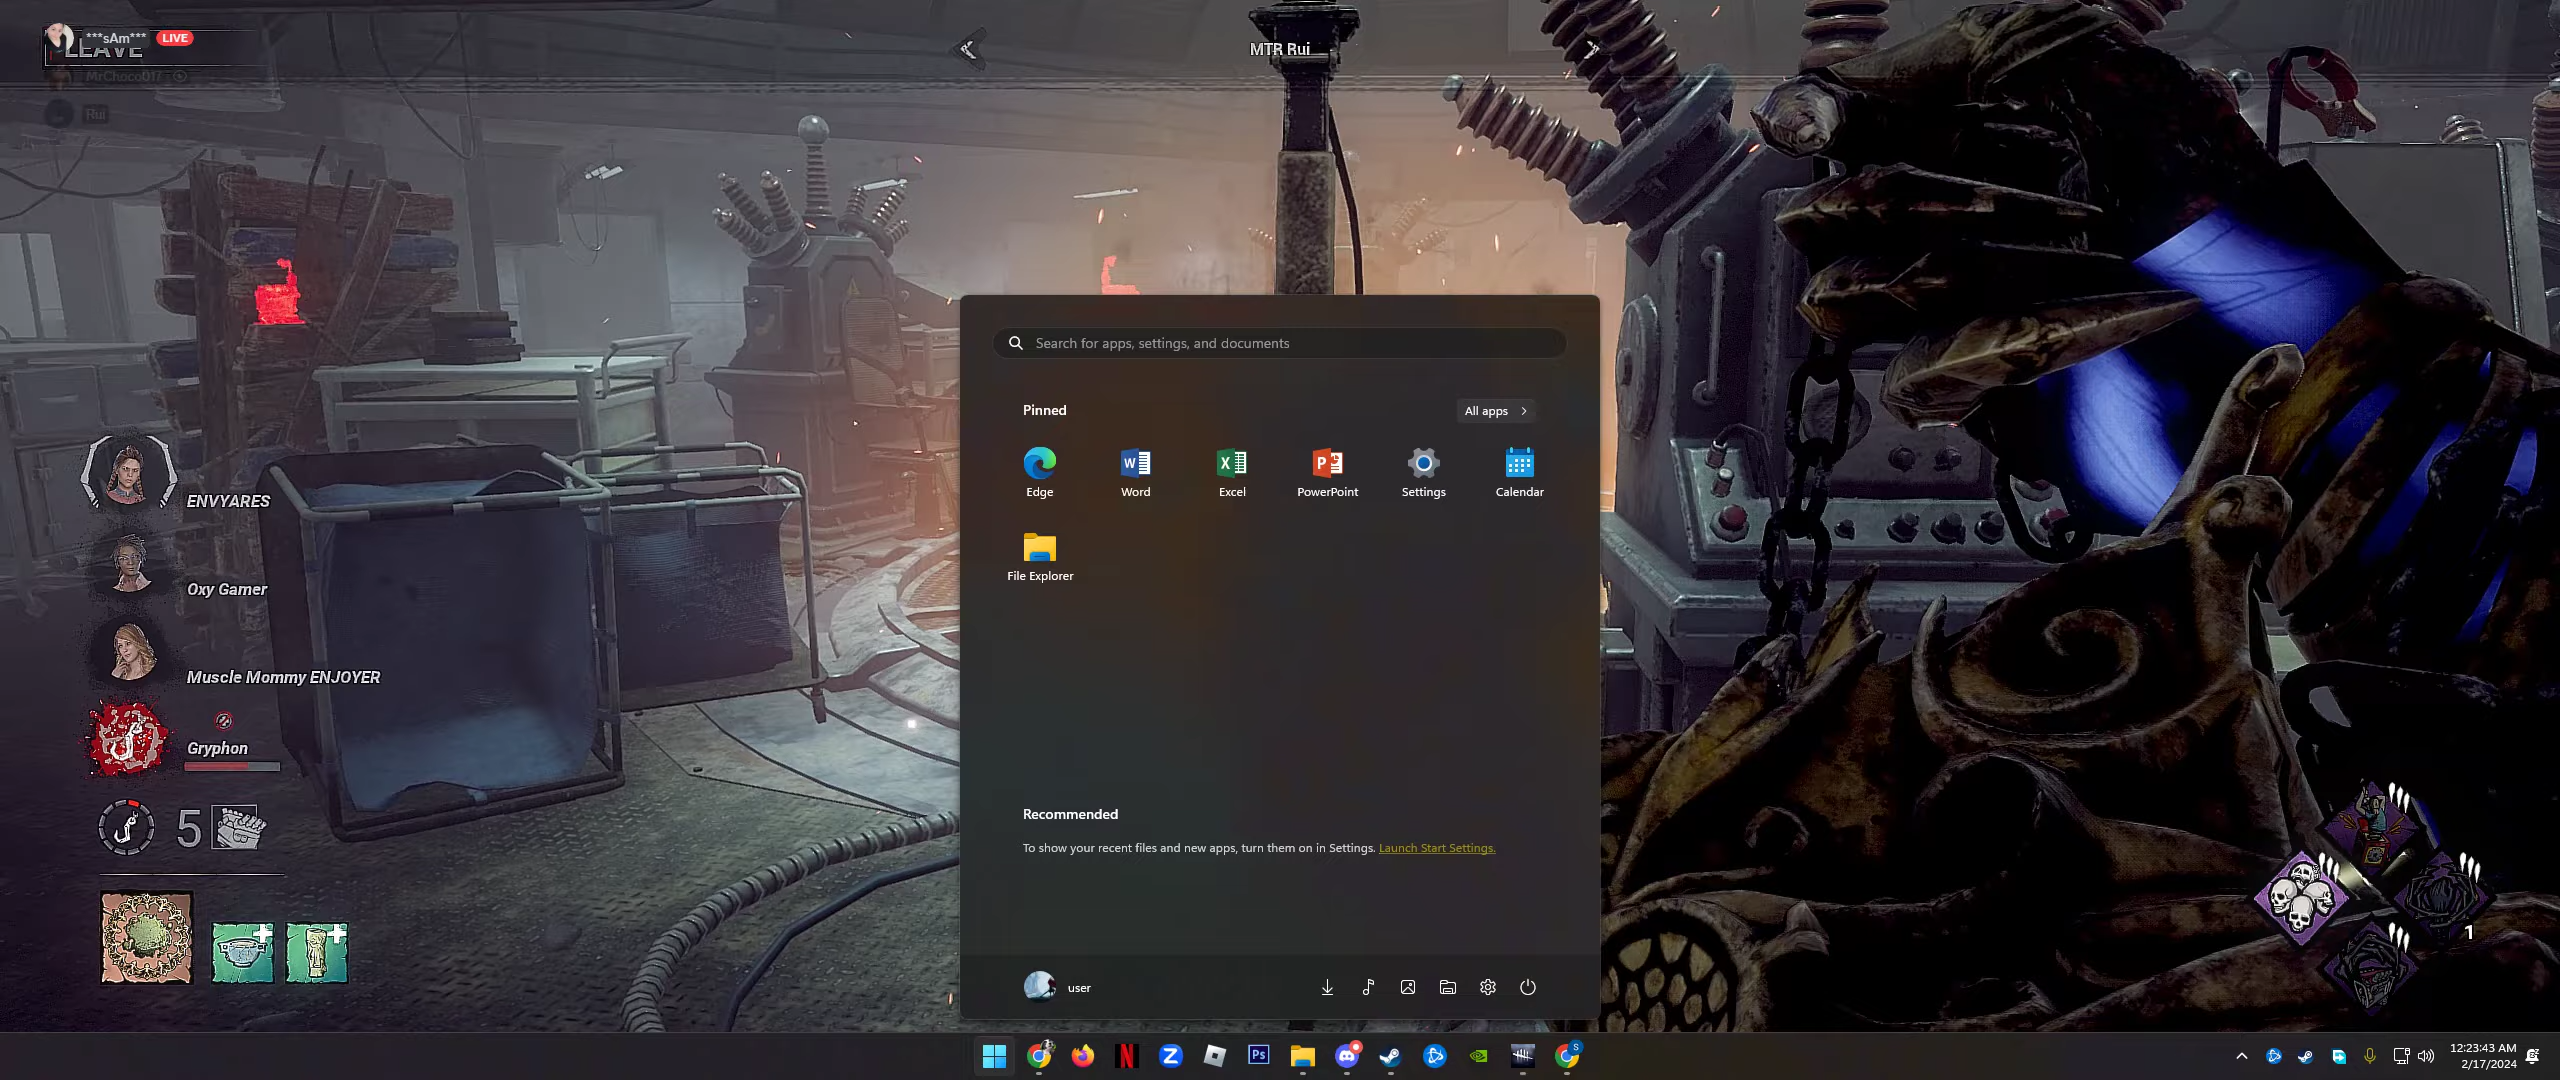 ***sAm***
LIVE
LEAVE
MrChoco017
Rui
MTR Rui
Search for apps, settings, and documents
Pinned
All apps
Edge
Word
Excel
PowerPoint
Settings
Calendar
File Explorer
ENVYARES
Oxy Gamer
Muscle Mommy ENJOYER
Gryphon
5
Recommended
To show your recent files and new apps, turn them on in Settings. Launch Start Settings.
user
1
12:23:43 AM
2/17/2024